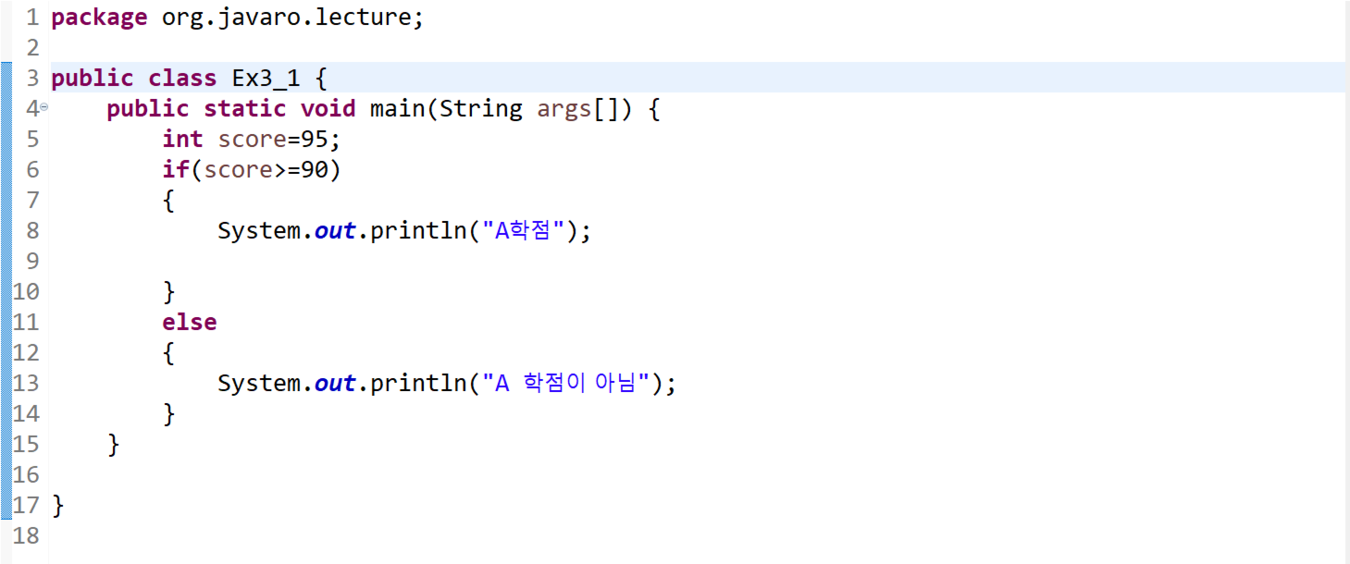 1 package org.javaro.lecture;
2
3 public class Ex3_1 {
4     public static void main(String args[]) {
5         int score=95;
6         if(score>=90)
7         {
8             System.out.println("A학점");
9
10         }
11         else
12         {
13             System.out.println("A 학점이 아님");
14         }
15     }
16
17 }
18